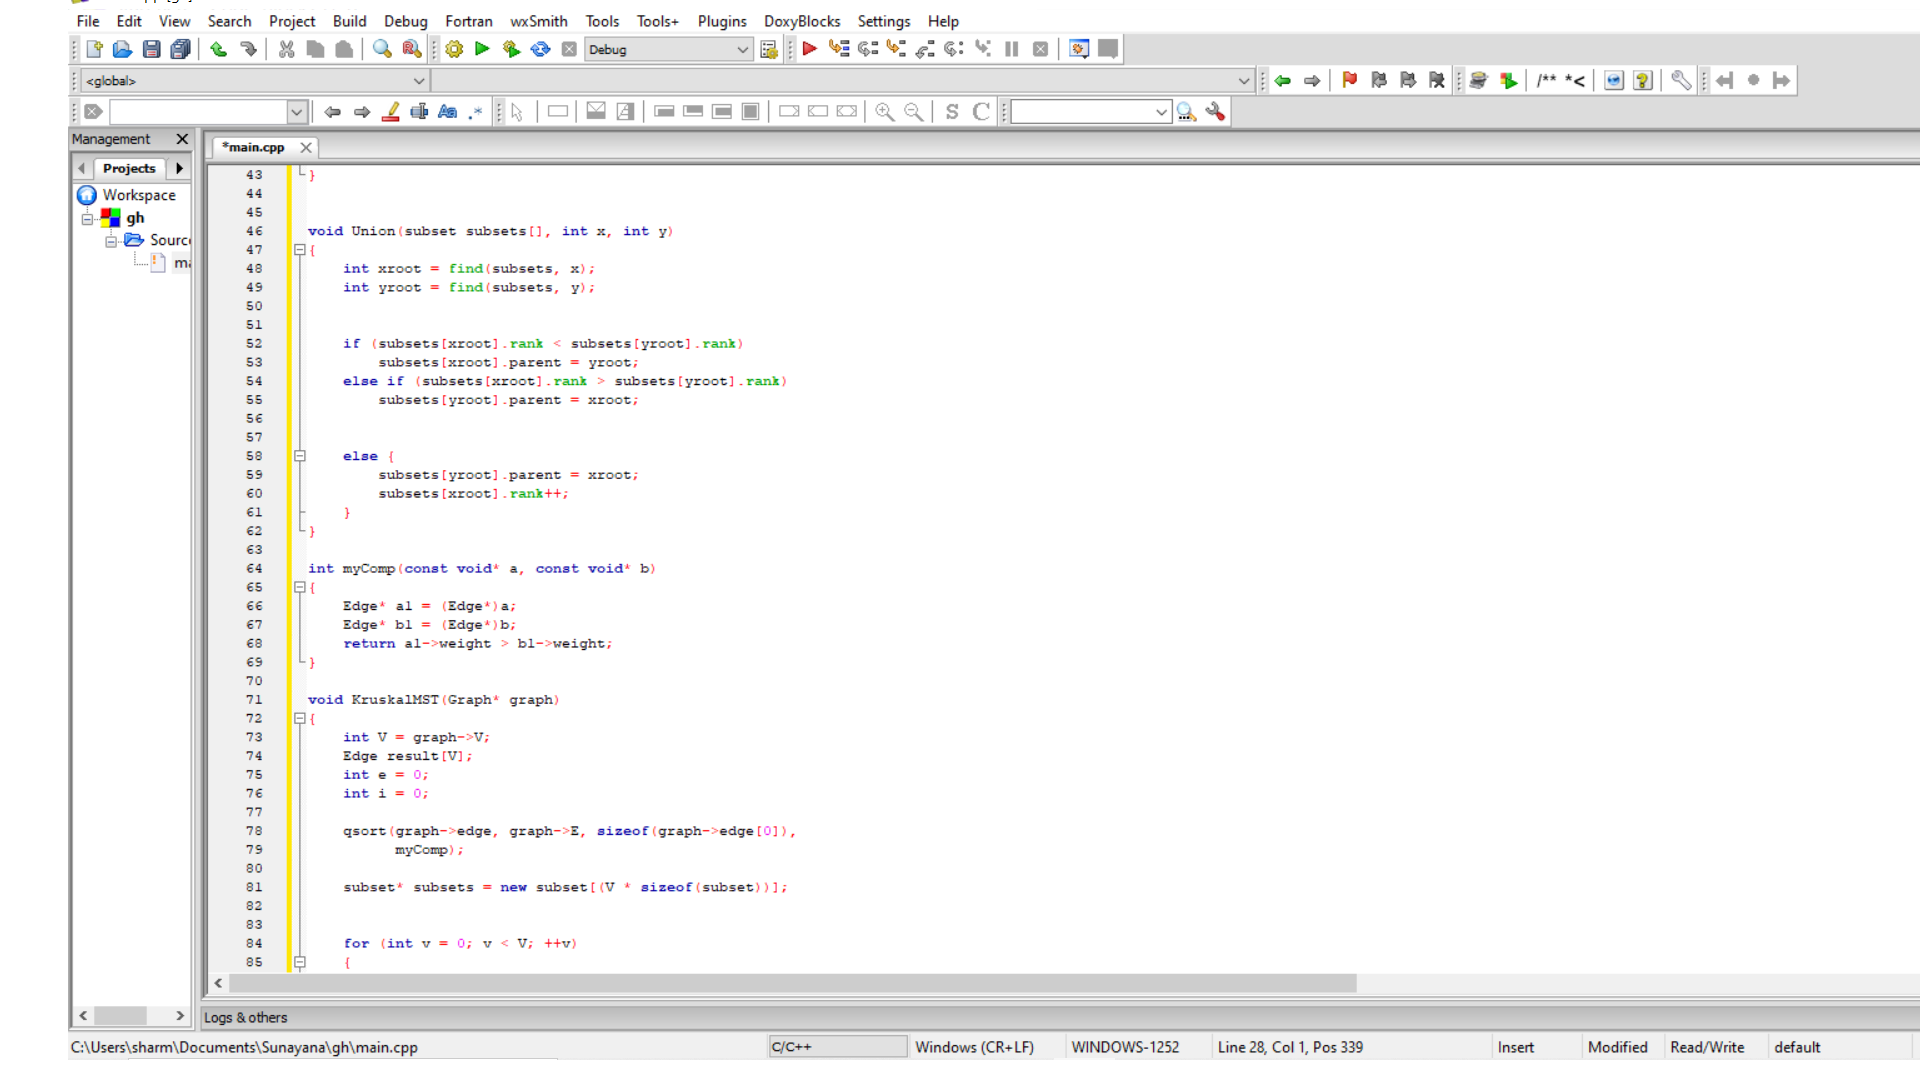 File Edit View Search Project Build Debug Fortran wxSmith Tools Tools+ Plugins DoxyBlocks Settings Help
Debug
<global>
/** *<
Aa .* S C
Management
*main.cpp
Projects
Workspace
gh
Sourc
ma
43 }
44
45
46 void Union(subset subsets[], int x, int y)
47 {
48 int xroot = find(subsets, x);
49 int yroot = find(subsets, y);
50
51
52 if (subsets[xroot].rank < subsets[yroot].rank)
53 subsets[xroot].parent = yroot;
54 else if (subsets[xroot].rank > subsets[yroot].rank)
55 subsets[yroot].parent = xroot;
56
57
58 else {
59 subsets[yroot].parent = xroot;
60 subsets[xroot].rank++;
61 }
62 }
63
64 int myComp(const void* a, const void* b)
65 {
66 Edge* a1 = (Edge*)a;
67 Edge* b1 = (Edge*)b;
68 return a1->weight > b1->weight;
69 }
70
71 void KruskalMST(Graph* graph)
72 {
73 int V = graph->V;
74 Edge result[V];
75 int e = 0;
76 int i = 0;
77
78 qsort(graph->edge, graph->E, sizeof(graph->edge[0]),
79 myComp);
80
81 subset* subsets = new subset[(V * sizeof(subset))];
82
83
84 for (int v = 0; v < V; ++v)
85 {
Logs & others
C:\Users\sharm\Documents\Sunayana\gh\main.cpp C/C++ Windows (CR+LF) WINDOWS-1252 Line 28, Col 1, Pos 339 Insert Modified Read/Write default